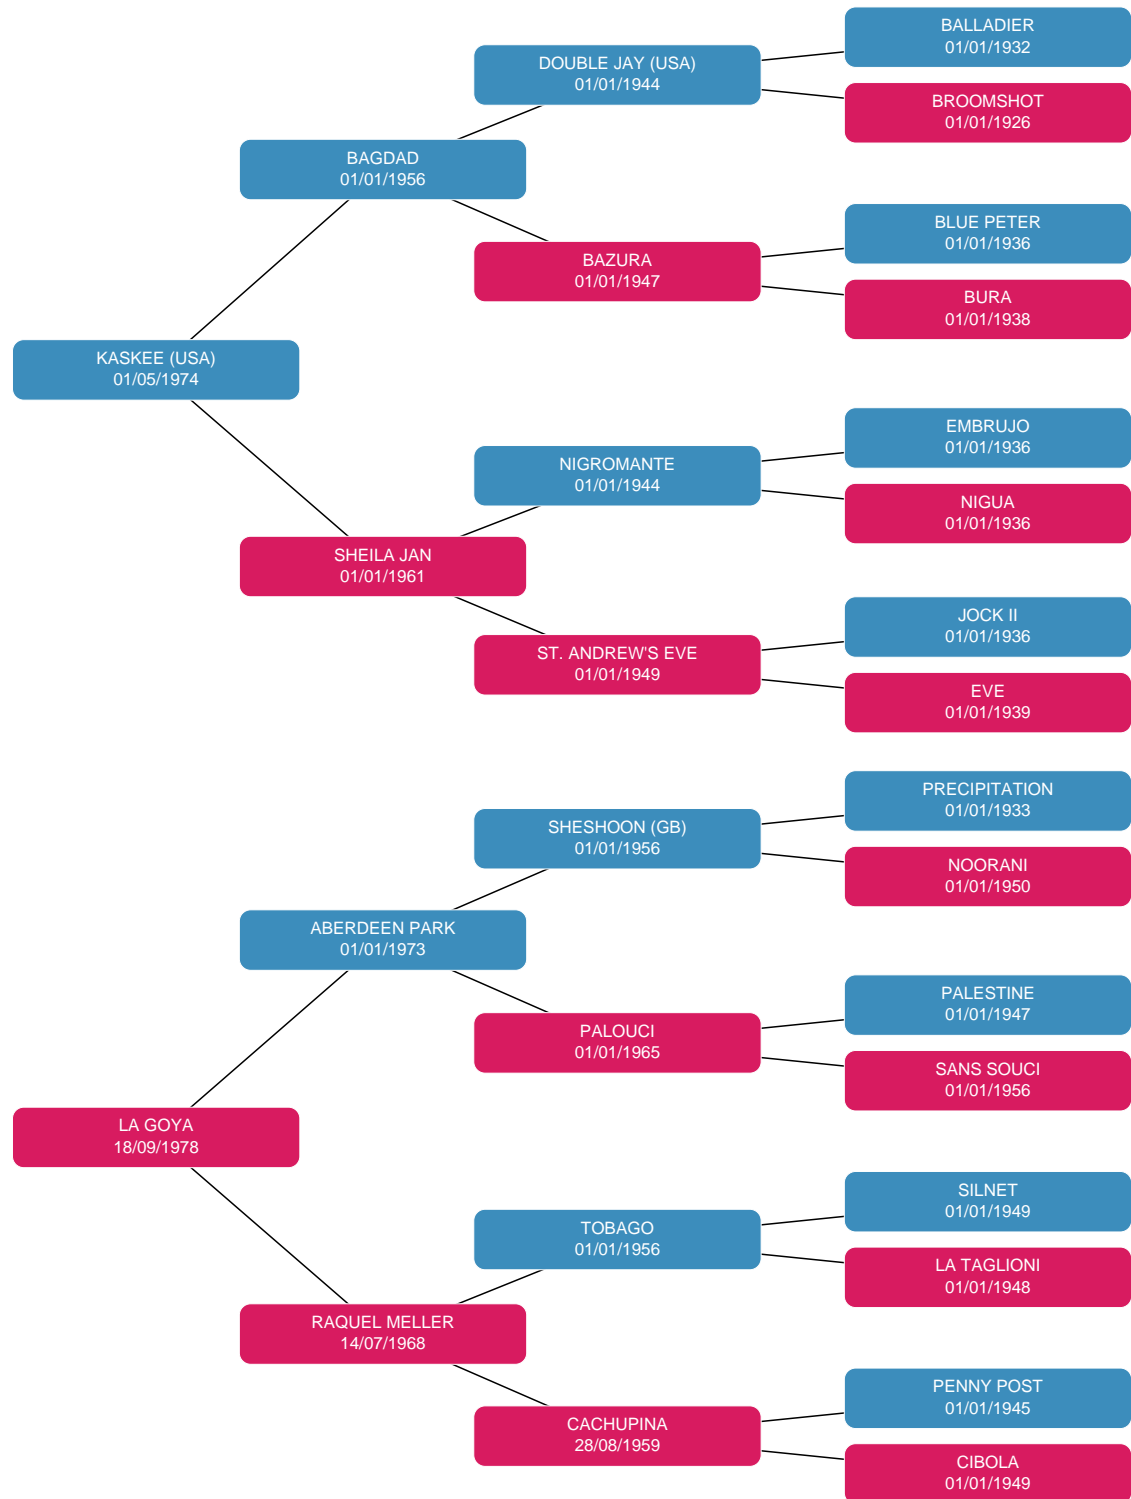 BALLADIER
01/01/1932
DOUBLE JAY (USA)
01/01/1944
BROOMSHOT
01/01/1926
BAGDAD
01/01/1956
BLUE PETER
01/01/1936
BAZURA
01/01/1947
BURA
01/01/1938
KASKEE (USA)
01/05/1974
EMBRUJO
01/01/1936
NIGROMANTE
01/01/1944
NIGUA
01/01/1936
SHEILA JAN
01/01/1961
JOCK II
01/01/1936
ST. ANDREW'S EVE
01/01/1949
EVE
01/01/1939
PRECIPITATION
01/01/1933
SHESHOON (GB)
01/01/1956
NOORANI
01/01/1950
ABERDEEN PARK
01/01/1973
PALESTINE
01/01/1947
PALOUCI
01/01/1965
SANS SOUCI
01/01/1956
LA GOYA
18/09/1978
SILNET
01/01/1949
TOBAGO
01/01/1956
LA TAGLIONI
01/01/1948
RAQUEL MELLER
14/07/1968
PENNY POST
01/01/1945
CACHUPINA
28/08/1959
CIBOLA
01/01/1949